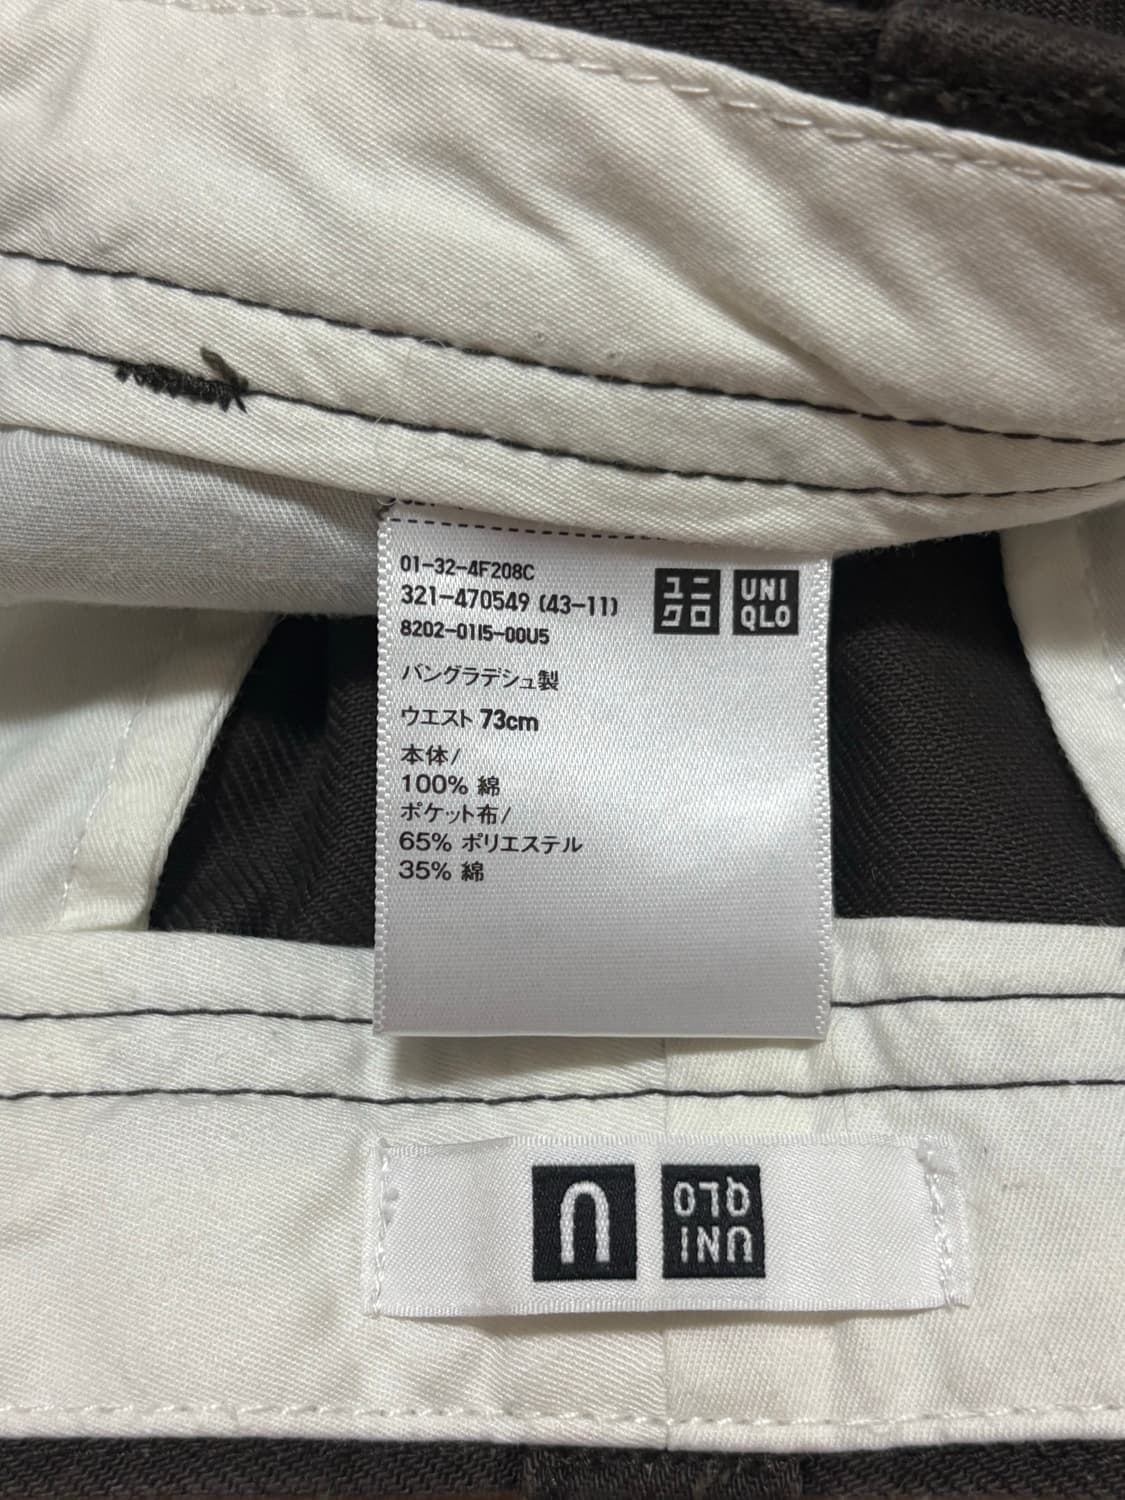 01-32-4F208C
321-470549 (43-11)
8202-0115-00U5
ユニクロ
UNIQLO
バングラデシュ製
ウエスト 73cm
本体/
100% 綿
ポケット布/
65% ポリエステル
35% 綿
U
UNIQLO